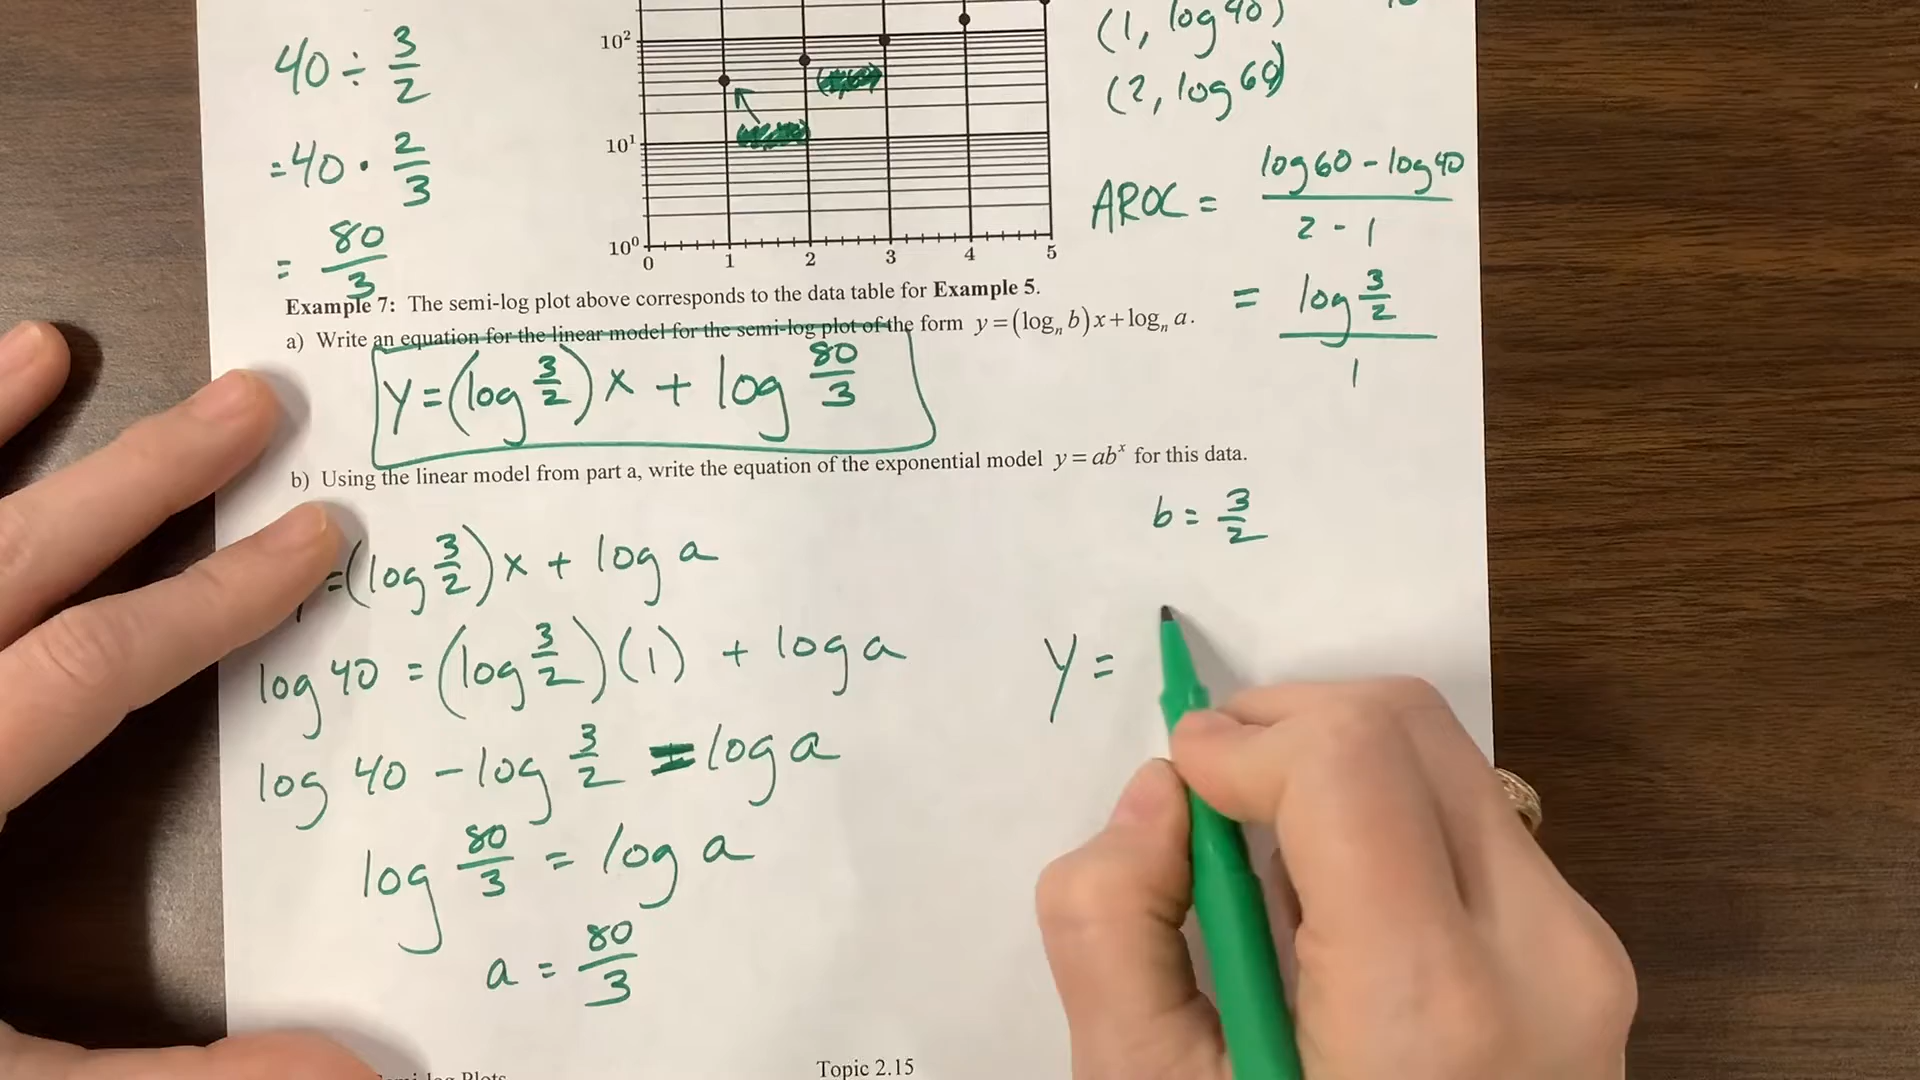 40 ÷ 3/2
= 40 · 2/3
= 80/3
10²
10¹
10⁰
0 1 2 3 4 5
(1, log 40)
(2, log 60)
AROC = (log 60 - log 40)/(2 - 1)
= (log 3/2)/1
Example 7: The semi-log plot above corresponds to the data table for Example 5.
a) Write an equation for the linear model for the semi-log plot of the form y = (logₙ b)x + logₙ a.
y = (log 3/2) x + log 80/3
b) Using the linear model from part a, write the equation of the exponential model y = abˣ for this data.
b = 3/2
= (log 3/2) x + log a
log 40 = (log 3/2)(1) + log a
log 40 - log 3/2 = log a
log 80/3 = log a
a = 80/3
y =
Topic 2.15